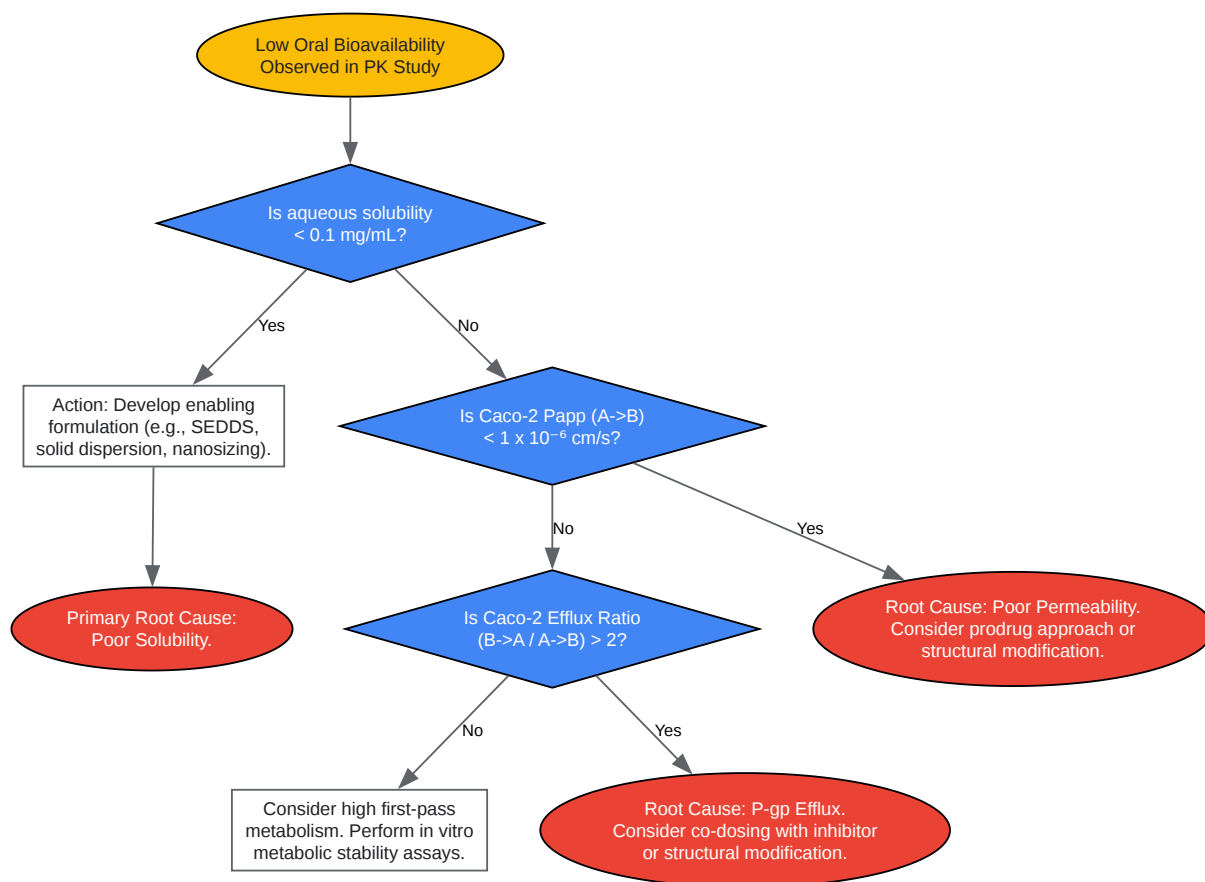 Low Oral Bioavailability
Observed in PK Study
Is aqueous solubility
< 0.1 mg/mL?
Yes
No
Action: Develop enabling
formulation (e.g., SEDDS,
solid dispersion, nanosizing).
Is Caco-2 Papp (A->B)
< 1 x 10⁻⁶ cm/s?
No
Yes
Primary Root Cause:
Poor Solubility.
Is Caco-2 Efflux Ratio
(B->A / A->B) > 2?
Root Cause: Poor Permeability.
Consider prodrug approach or
structural modification.
No
Yes
Consider high first-pass
metabolism. Perform in vitro
metabolic stability assays.
Root Cause: P-gp Efflux.
Consider co-dosing with inhibitor
or structural modification.